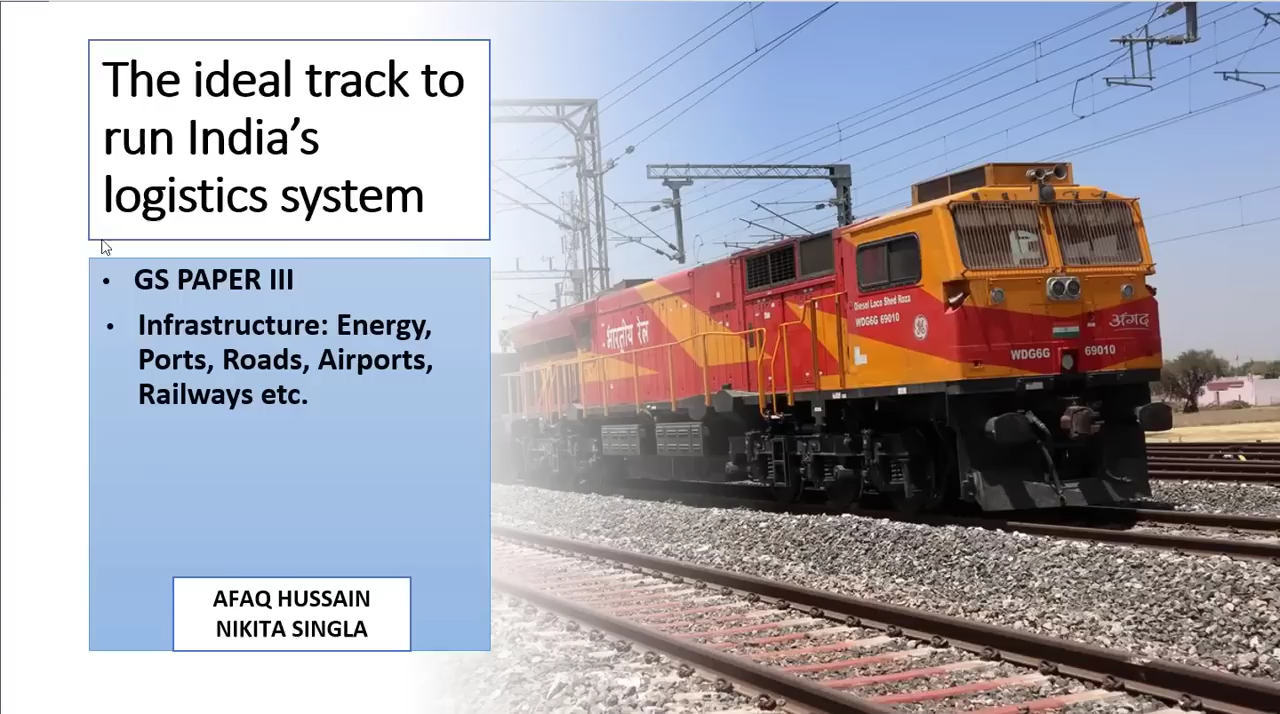 The ideal track to
run India’s
logistics system
• GS PAPER III
• Infrastructure: Energy,
Ports, Roads, Airports,
Railways etc.
AFAQ HUSSAIN
NIKITA SINGLA
भारतीय रेल
Diesel Loco Shed Roza
WDG6G 69010
अंगद
WDG6G 69010